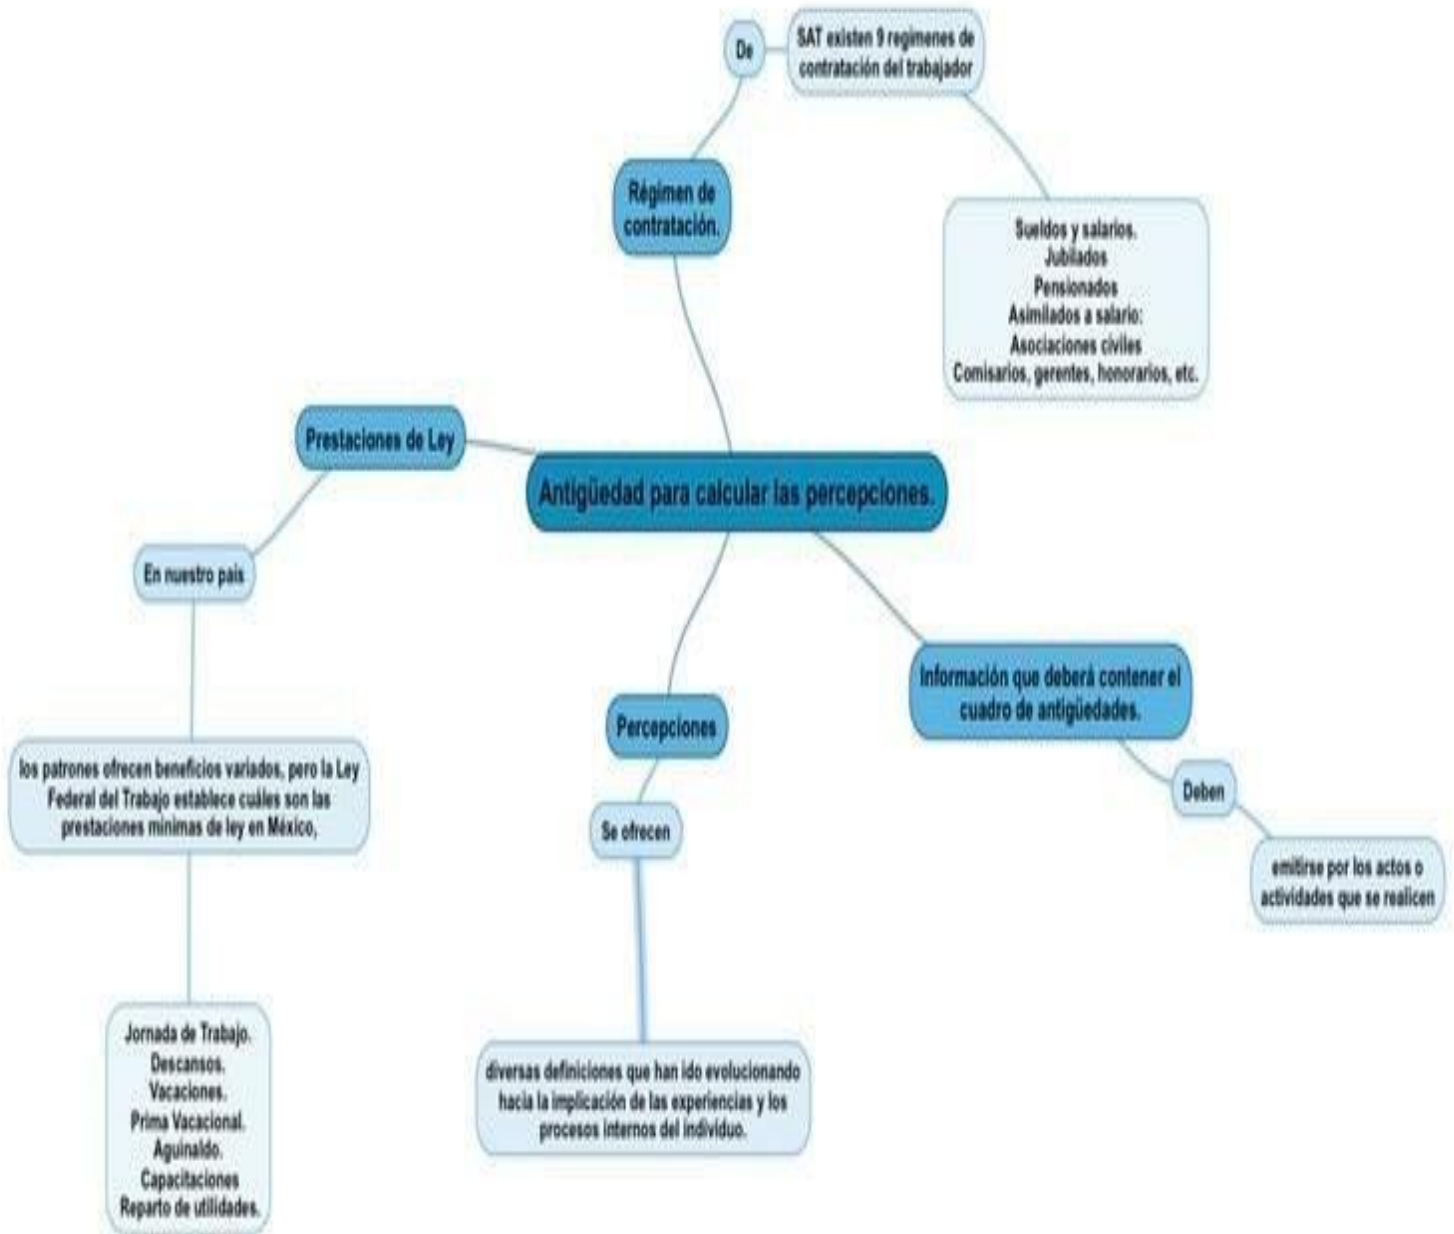 De
SAT existen 9 regimenes de
contratación del trabajador
Régimen de
contratación.
Sueldos y salarios.
Jubilados
Pensionados
Asimilados a salario:
Asociaciones civiles
Comisarios, gerentes, honorarios, etc.
Prestaciones de Ley
Antigüedad para calcular las percepciones.
En nuestro país
los patrones ofrecen beneficios variados, pero la Ley
Federal del Trabajo establece cuáles son las
prestaciones mínimas de ley en México,
Jornada de Trabajo.
Descansos.
Vacaciones.
Prima Vacacional.
Aguinaldo.
Capacitaciones
Reparto de utilidades.
Percepciones
Se ofrecen
diversas definiciones que han ido evolucionando
hacia la implicación de las experiencias y los
procesos internos del individuo.
Información que deberá contener el
cuadro de antigüedades.
Deben
emitirse por los actos o
actividades que se realicen